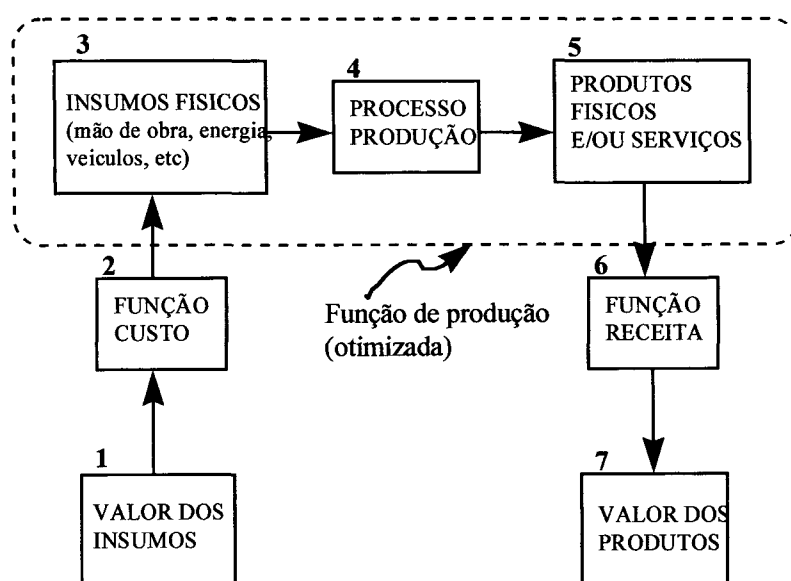 3
INSUMOS FISICOS
(mão de obra, energia,
veiculos, etc)
4
PROCESSO
PRODUÇÃO
5
PRODUTOS
FISICOS
E/OU SERVIÇOS
2
FUNÇÃO
CUSTO
Função de produção
(otimizada)
6
FUNÇÃO
RECEITA
1
VALOR DOS
INSUMOS
7
VALOR DOS
PRODUTOS